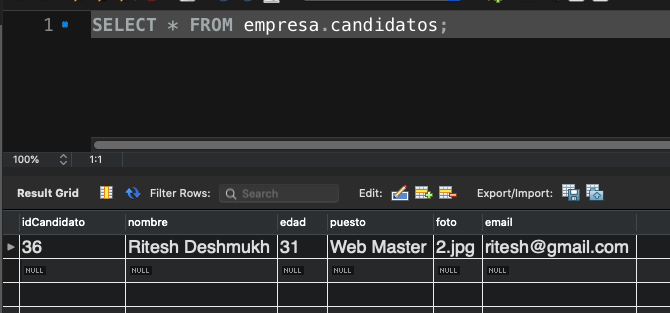 1 SELECT * FROM empresa.candidatos;
100% 1:1
Result Grid Filter Rows: Search Edit: Export/Import:
idCandidato nombre edad puesto foto email
36 Ritesh Deshmukh 31 Web Master 2.jpg ritesh@gmail.com
NULL NULL NULL NULL NULL NULL